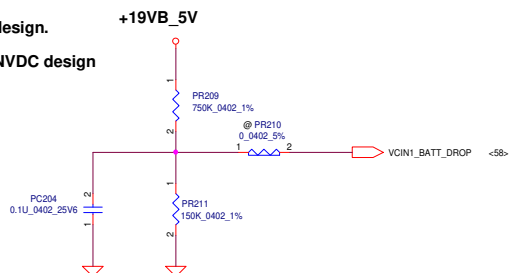 +19VB_5V
design.
NVDC design
1
PR209
750K_0402_1%
2
@ PR210
0_0402_5%
1 2
VCIN1_BATT_DROP <58>
PC204
0.1U_0402_25V6
2
1
1
PR211
150K_0402_1%
2